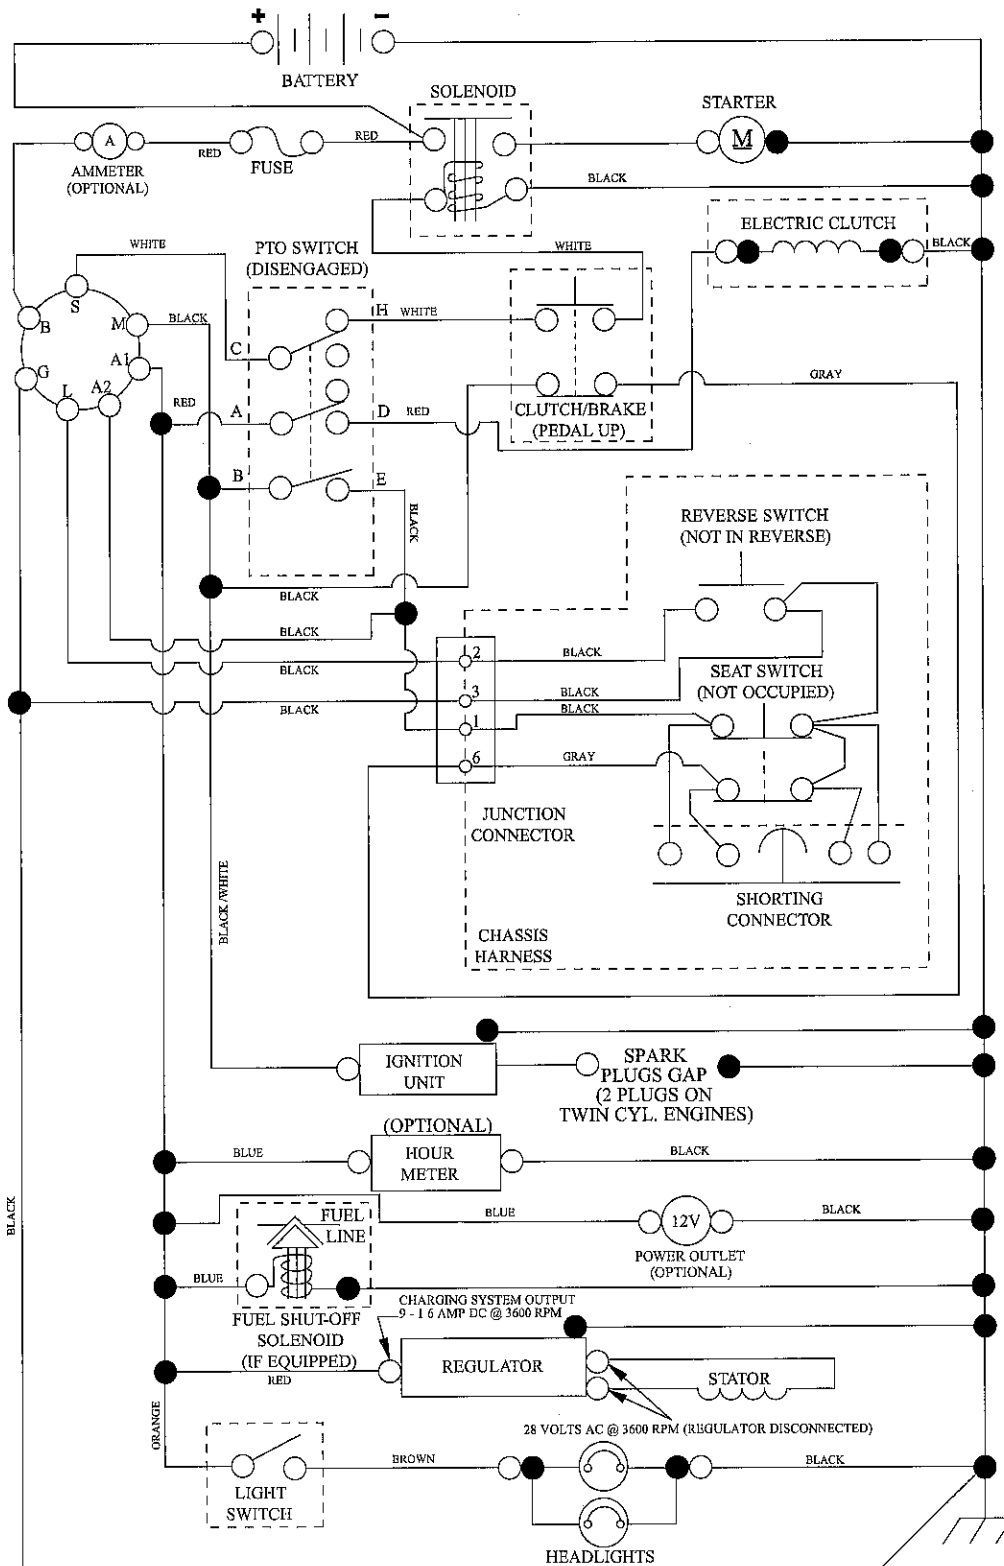 + -
BATTERY
SOLENOID
STARTER
A
RED
FUSE
RED
M
AMMETER
(OPTIONAL)
BLACK
ELECTRIC CLUTCH
BLACK
WHITE
PTO SWITCH
(DISENGAGED)
WHITE
S
B
M
BLACK
H
WHITE
C
G
A1
L
A2
RED
A
D
RED
GRAY
CLUTCH/BRAKE
(PEDAL UP)
B
E
BLACK
REVERSE SWITCH
(NOT IN REVERSE)
BLACK
BLACK
2
BLACK
BLACK
SEAT SWITCH
(NOT OCCUPIED)
3
BLACK
BLACK
1
BLACK
6
GRAY
JUNCTION
CONNECTOR
BLACK/WHITE
SHORTING
CONNECTOR
CHASSIS
HARNESS
IGNITION
UNIT
SPARK
PLUGS GAP
(2 PLUGS ON
TWIN CYL. ENGINES)
(OPTIONAL)
BLUE
HOUR
METER
BLACK
BLACK
FUEL
LINE
BLUE
12V
BLACK
POWER OUTLET
(OPTIONAL)
BLUE
CHARGING SYSTEM OUTPUT
9 - 1 6 AMP DC @ 3600 RPM
FUEL SHUT-OFF
SOLENOID
(IF EQUIPPED)
RED
REGULATOR
STATOR
ORANGE
28 VOLTS AC @ 3600 RPM (REGULATOR DISCONNECTED)
BROWN
BLACK
LIGHT
SWITCH
HEADLIGHTS